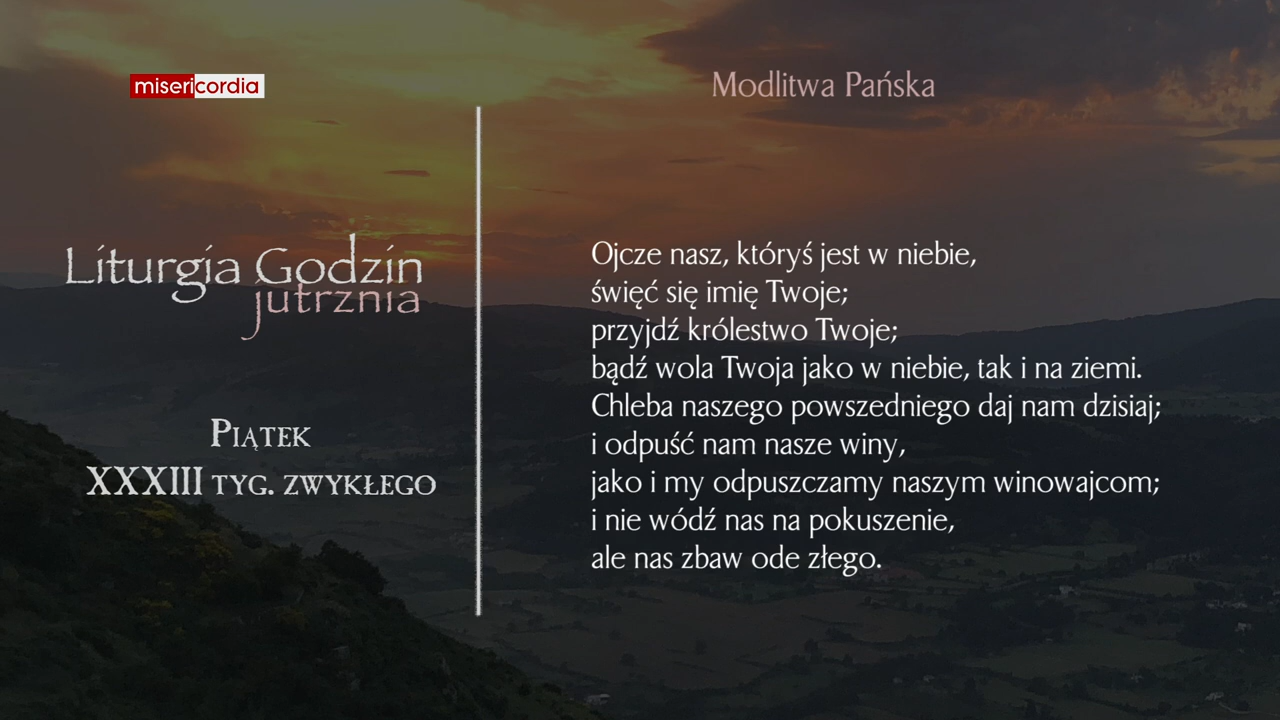 misericordia
Liturgia Godzin
jutrznia
Piątek
XXXIII tyg. zwykłego
Modlitwa Pańska
Ojcze nasz, któryś jest w niebie,
święć się imię Twoje;
przyjdź królestwo Twoje;
bądź wola Twoja jako w niebie, tak i na ziemi.
Chleba naszego powszedniego daj nam dzisiaj;
i odpuść nam nasze winy,
jako i my odpuszczamy naszym winowajcom;
i nie wódź nas na pokuszenie,
ale nas zbaw ode złego.